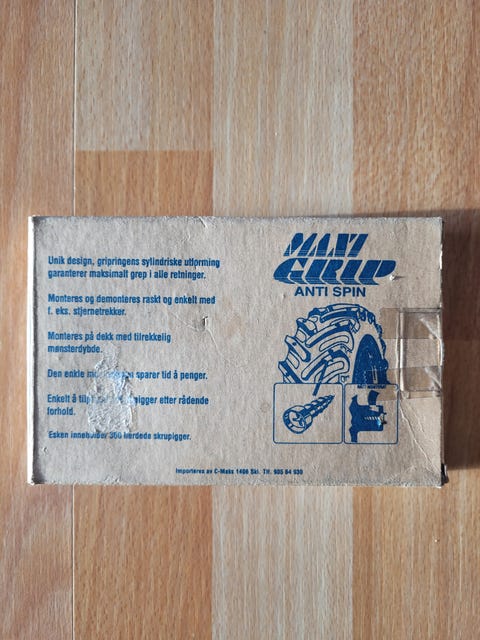 Unik design, gripringens sylindriske utforming
garanterer maksimalt grep i alle retninger.
Monteres og demonteres raskt og enkelt med
f. eks. stjernetrekker.
Monteres på dekk med tilrekkelig
mønsterdybde.
Den enkle sparer tid å penger.
Enkelt å pigger etter rådende
forhold.
Esken inneholder 300 herdede skrupigger.
MAXI
GRIP
ANTI SPIN
Importeres av C-Maks 1400 Ski. Tlf. 905 64 930